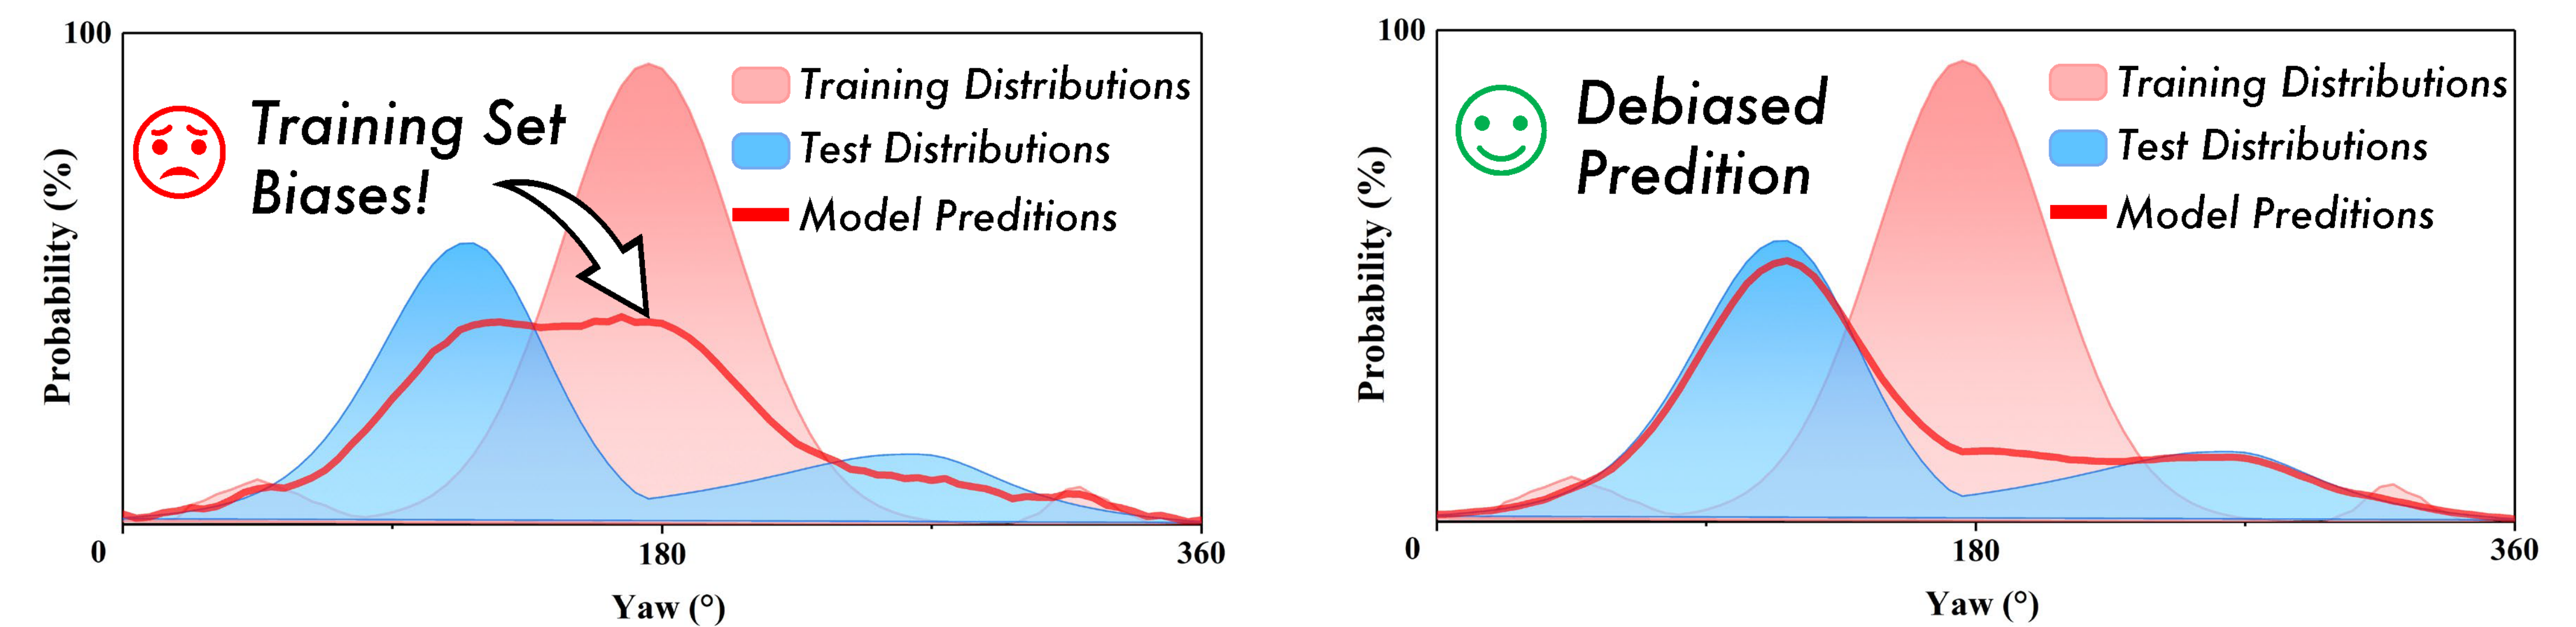 100
Training Set
Biases!
Training Distributions
Test Distributions
Model Preditions
Probability (%)
0
180
360
Yaw (°)
100
Debiased
Predition
Training Distributions
Test Distributions
Model Preditions
Probability (%)
0
180
360
Yaw (°)